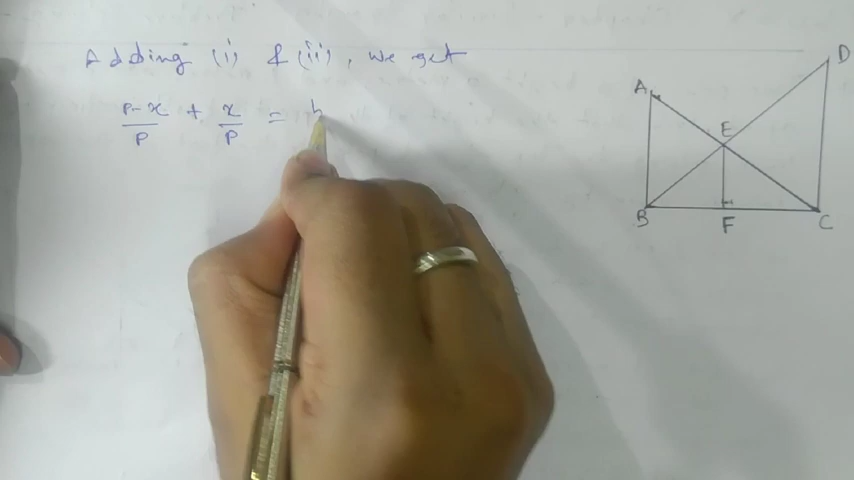 Adding (i) & (ii), we get
P-x/P + x/P = h
A
D
E
B
F
C